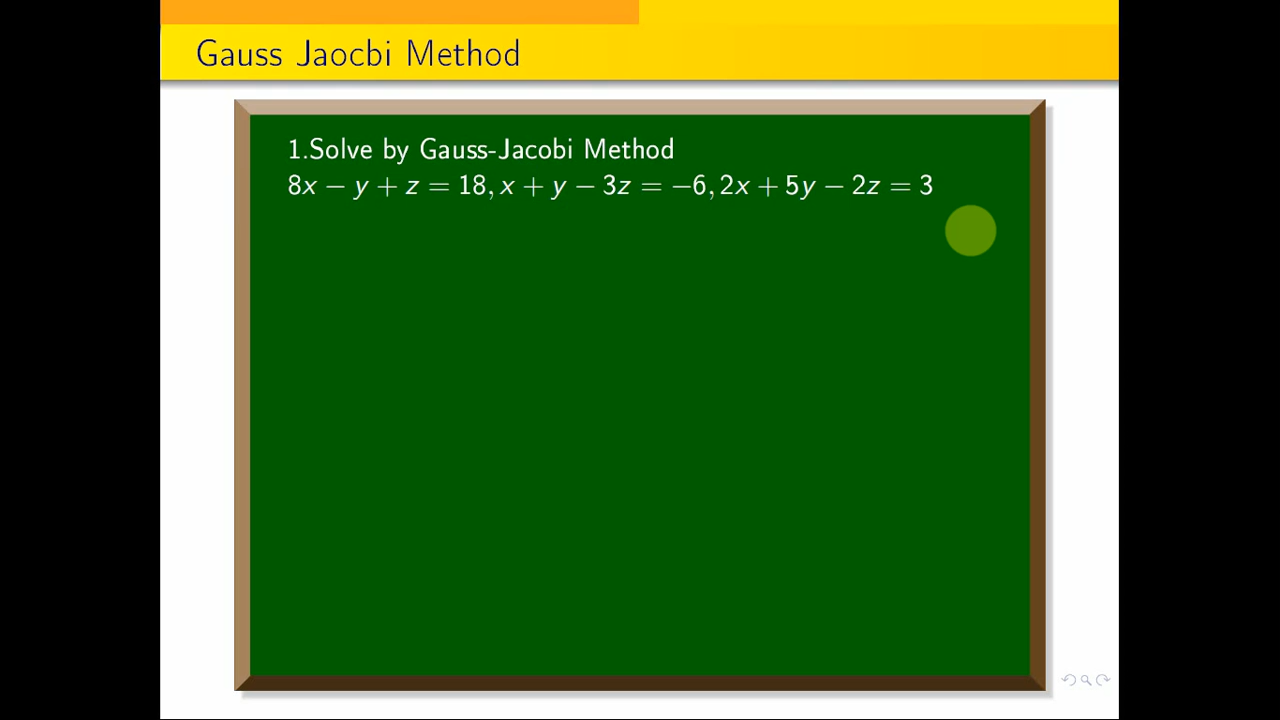 Gauss Jaocbi Method
1.Solve by Gauss-Jacobi Method
8x − y + z = 18, x + y − 3z = −6, 2x + 5y − 2z = 3